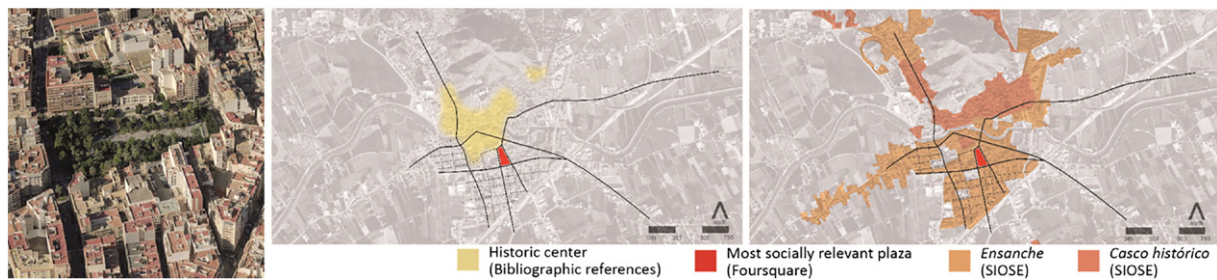 Historic center
(Bibliographic references)
Most socially relevant plaza
(Foursquare)
Ensanche
(SIOSE)
Casco histórico
(SIOSE)